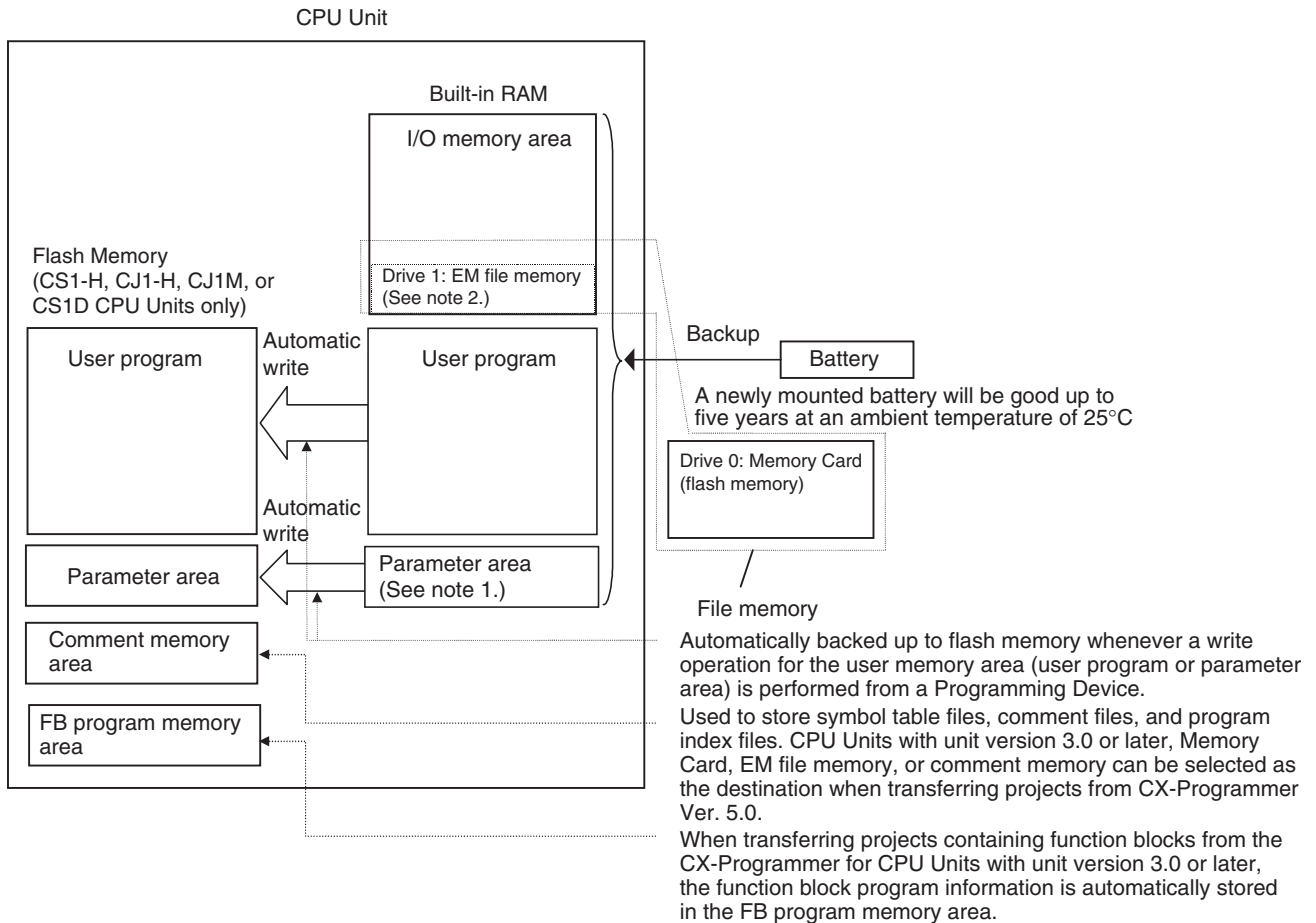 CPU Unit
Built-in RAM
I/O memory area
Flash Memory
(CS1-H, CJ1-H, CJ1M, or
CS1D CPU Units only)
Drive 1: EM file memory
(See note 2.)
User program
Automatic
write
User program
Backup
Battery
A newly mounted battery will be good up to
five years at an ambient temperature of 25°C
Drive 0: Memory Card
(flash memory)
Automatic
write
Parameter area
Parameter area
(See note 1.)
File memory
Comment memory
area
FB program memory
area
Automatically backed up to flash memory whenever a write
operation for the user memory area (user program or parameter
area) is performed from a Programming Device.
Used to store symbol table files, comment files, and program
index files. CPU Units with unit version 3.0 or later, Memory
Card, EM file memory, or comment memory can be selected as
the destination when transferring projects from CX-Programmer
Ver. 5.0.
When transferring projects containing function blocks from the
CX-Programmer for CPU Units with unit version 3.0 or later,
the function block program information is automatically stored
in the FB program memory area.